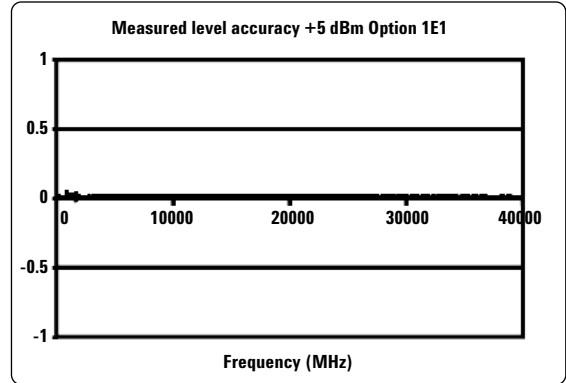 Measured level accuracy +5 dBm Option 1E1
1
0.5
0
0 10000 20000 30000 40000
-0.5
-1
Frequency (MHz)